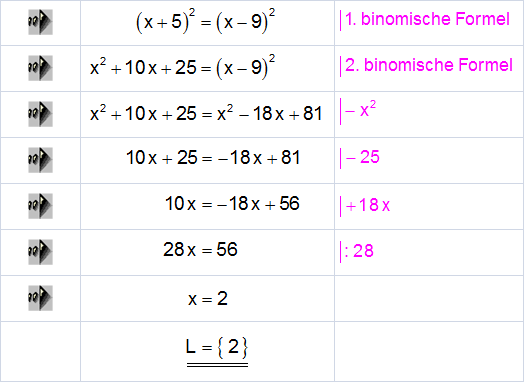 (x + 5)² = (x − 9)² | 1. binomische Formel
x² + 10x + 25 = (x − 9)² | 2. binomische Formel
x² + 10x + 25 = x² − 18x + 81 | − x²
10x + 25 = −18x + 81 | − 25
10x = −18x + 56 | + 18x
28x = 56 | : 28
x = 2
L = { 2 }